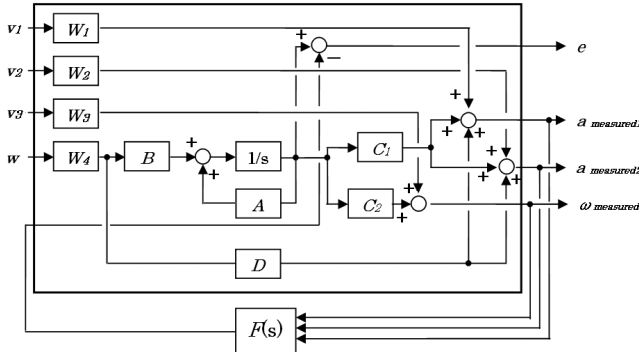 v1 W1 + e
−
v2 W2
+ +
v3 W3
+ + a measured1
w W4 B + 1/s C1 +
+ + a measured2
+ A C2 + + ω measured
D
F(s)